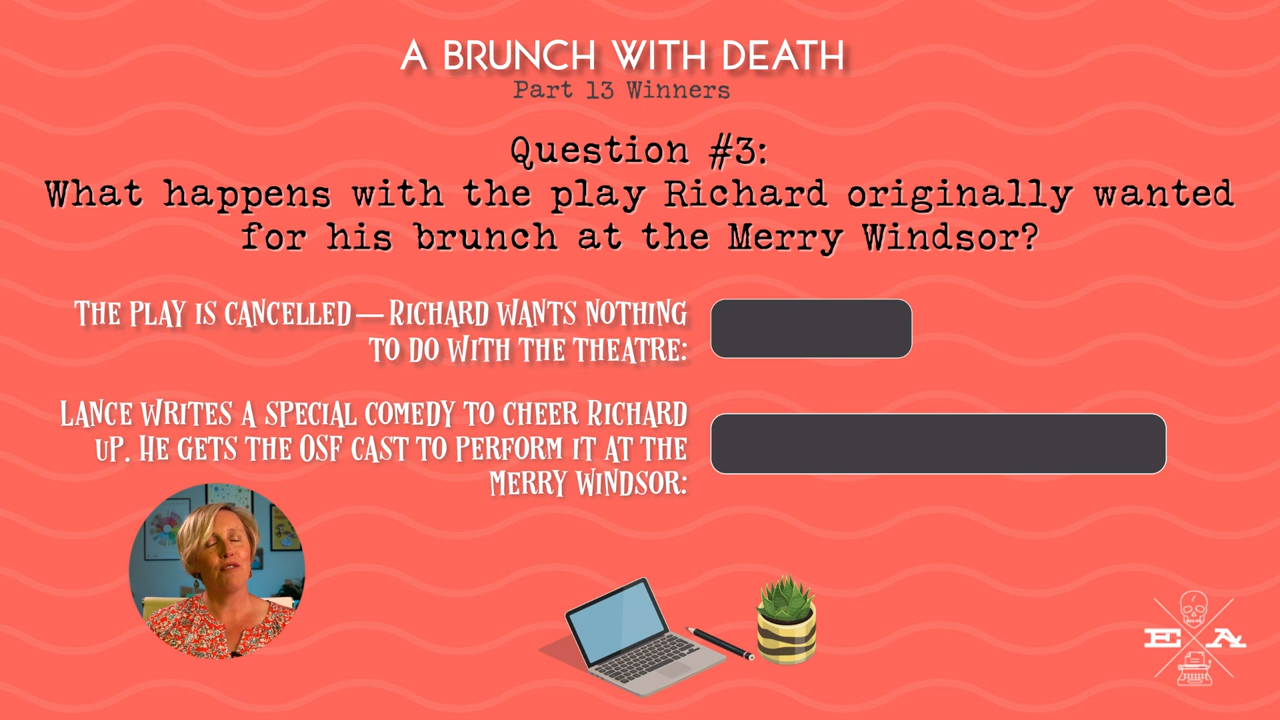 A BRUNCH WITH DEATH
Part 13 Winners
Question #3:
What happens with the play Richard originally wanted
for his brunch at the Merry Windsor?
THE PLAY IS CANCELLED—RICHARD WANTS NOTHING
TO DO WITH THE THEATRE:
LANCE WRITES A SPECIAL COMEDY TO CHEER RICHARD
UP. HE GETS THE OSF CAST TO PERFORM IT AT THE
MERRY WINDSOR:
E A